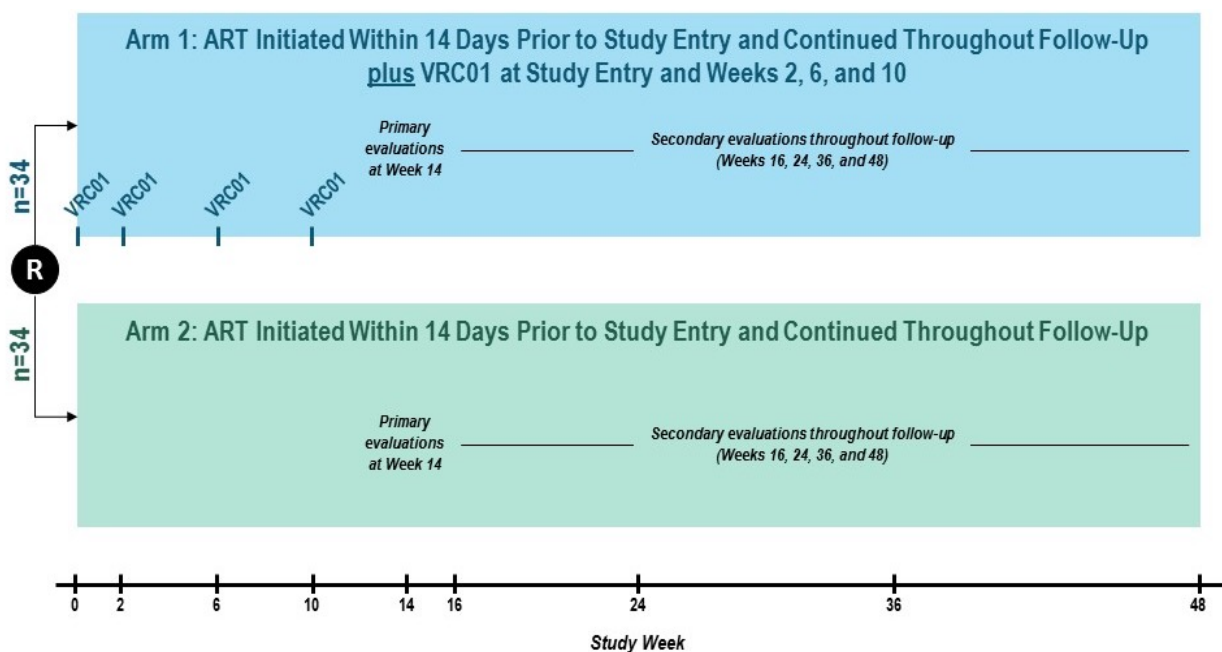 Arm 1: ART Initiated Within 14 Days Prior to Study Entry and Continued Throughout Follow-Up
plus VRC01 at Study Entry and Weeks 2, 6, and 10
Primary
evaluations
at Week 14
Secondary evaluations throughout follow-up
(Weeks 16, 24, 36, and 48)
n=34
VRC01
VRC01
VRC01
VRC01
R
n=34
Arm 2: ART Initiated Within 14 Days Prior to Study Entry and Continued Throughout Follow-Up
Primary
evaluations
at Week 14
Secondary evaluations throughout follow-up
(Weeks 16, 24, 36, and 48)
0 2 6 10 14 16 24 36 48
Study Week